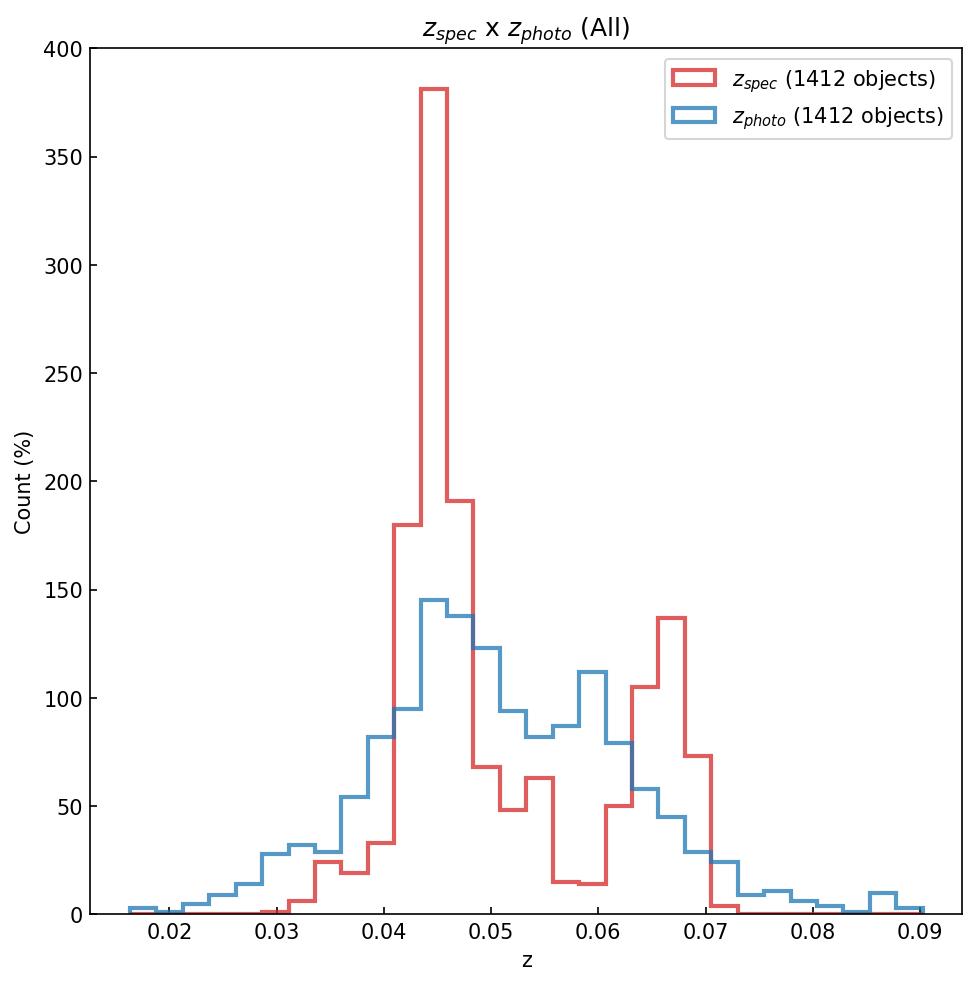 z_spec x z_photo (All)
z_spec (1412 objects)
z_photo (1412 objects)
400
350
300
250
200
150
100
50
0
Count (%)
0.02 0.03 0.04 0.05 0.06 0.07 0.08 0.09
z